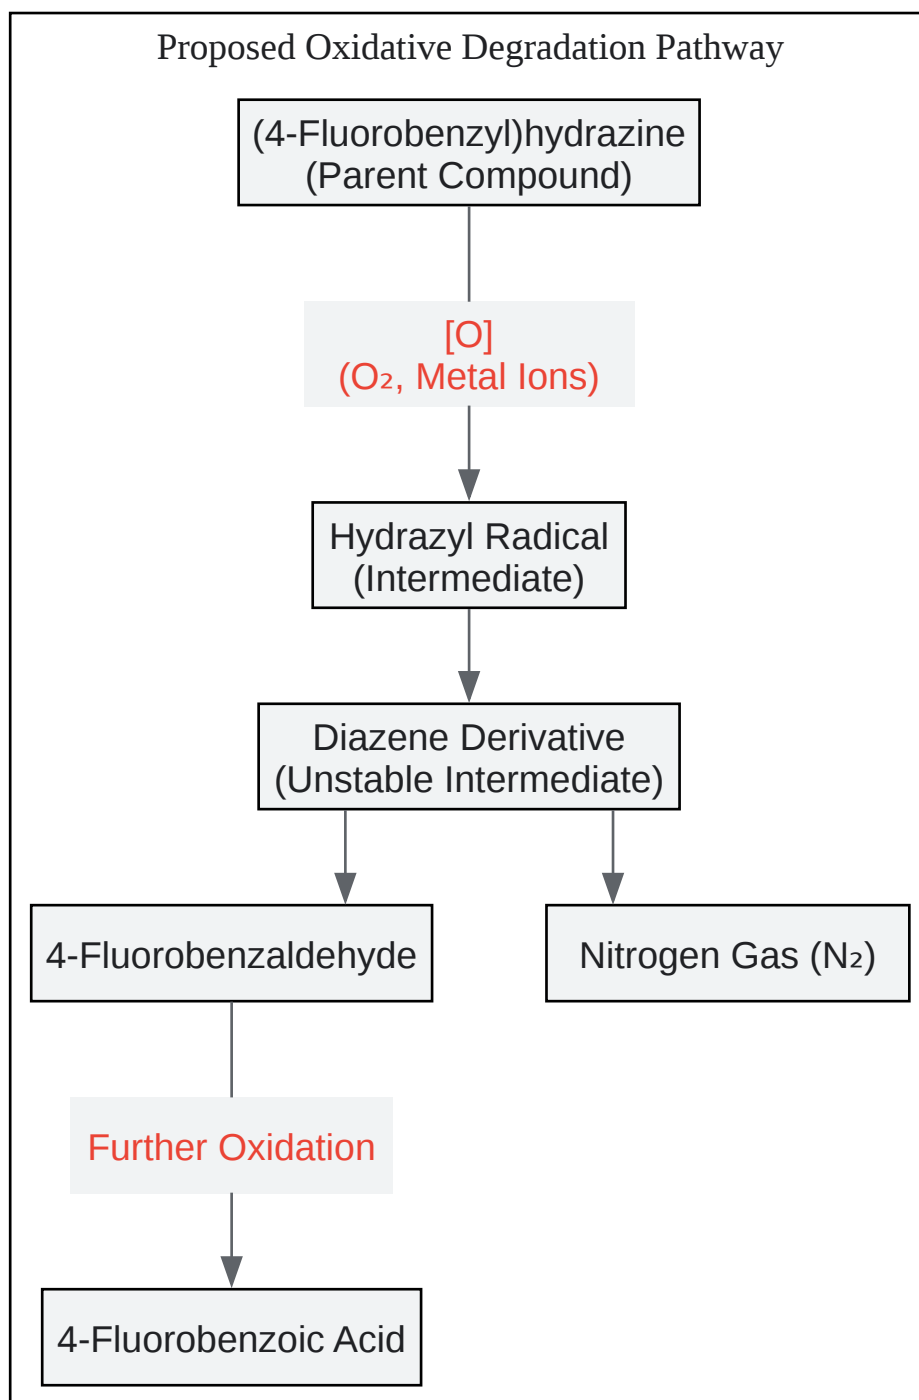 Proposed Oxidative Degradation Pathway
(4-Fluorobenzyl)hydrazine
(Parent Compound)
[O]
(O₂, Metal Ions)
Hydrazyl Radical
(Intermediate)
Diazene Derivative
(Unstable Intermediate)
4-Fluorobenzaldehyde
Nitrogen Gas (N₂)
Further Oxidation
4-Fluorobenzoic Acid